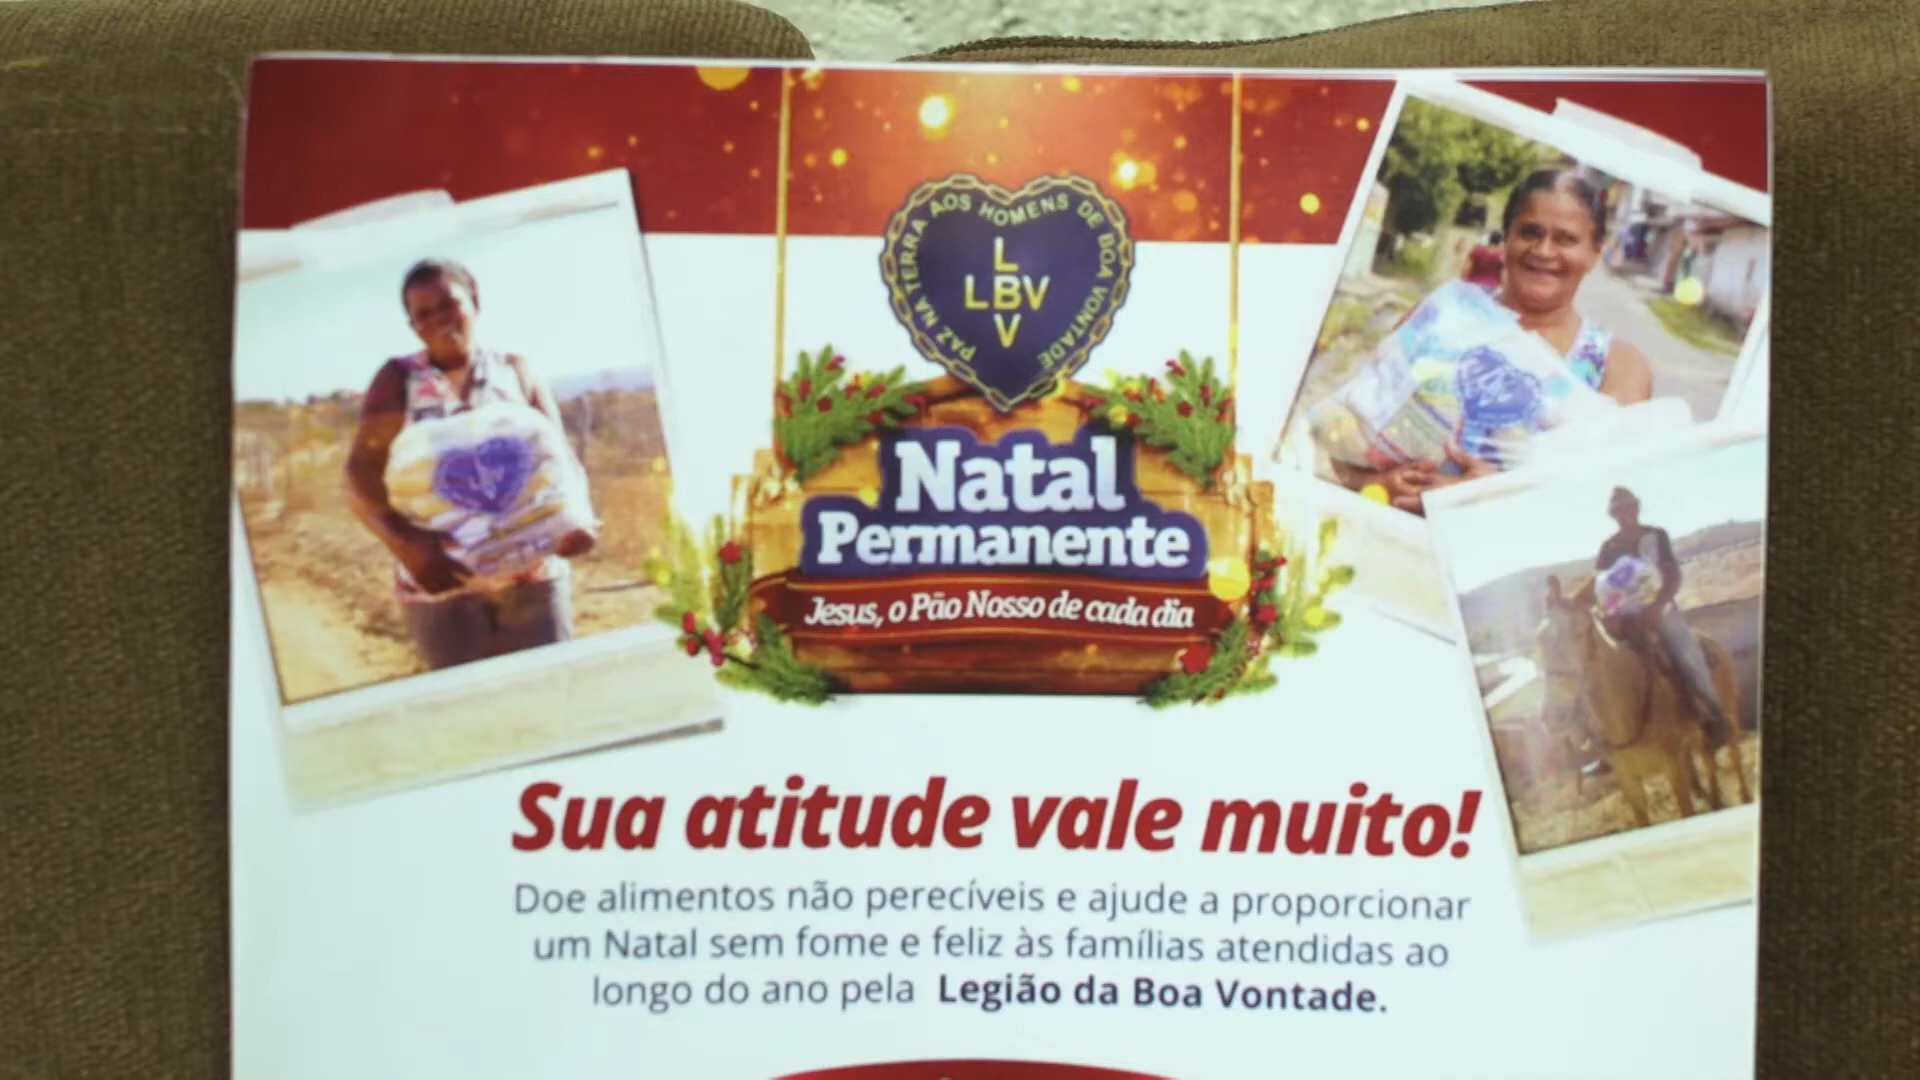 PAZ NA TERRA AOS HOMENS DE BOA VONTADE
L
LBV
V
Natal
Permanente
Jesus, o Pão Nosso de cada dia
Sua atitude vale muito!
Doe alimentos não perecíveis e ajude a proporcionar
um Natal sem fome e feliz às famílias atendidas ao
longo do ano pela Legião da Boa Vontade.